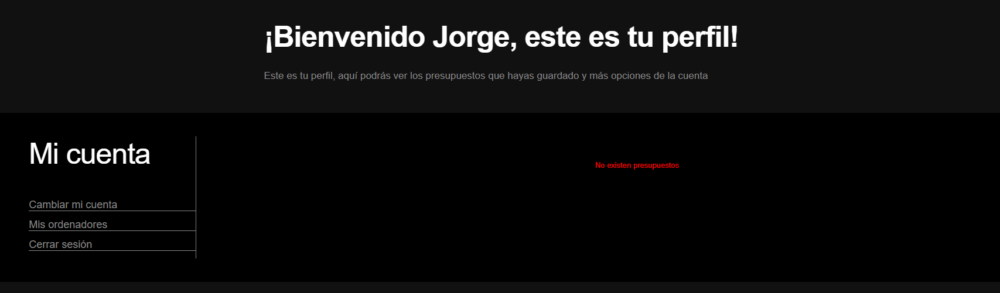 ¡Bienvenido Jorge, este es tu perfil!
Este es tu perfil, aquí podrás ver los presupuestos que hayas guardado y más opciones de la cuenta
Mi cuenta
No existen presupuestos
Cambiar mi cuenta
Mis ordenadores
Cerrar sesión